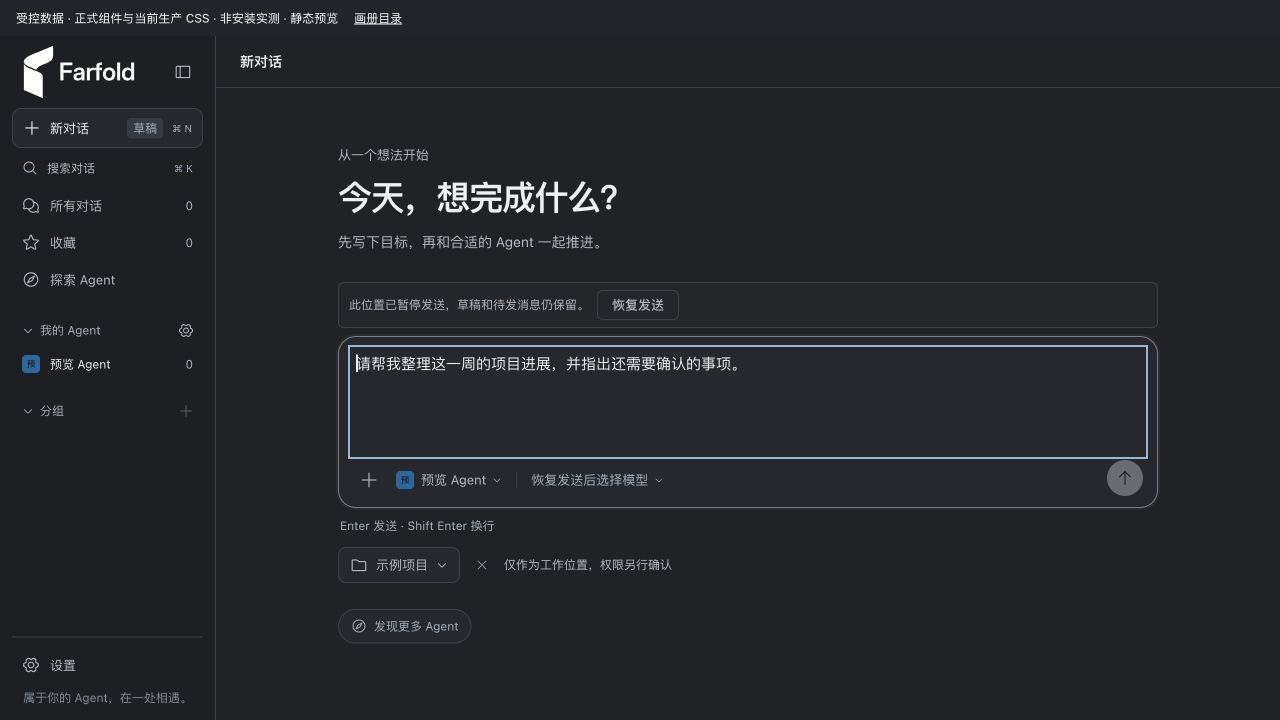 受控数据 · 正式组件与当前生产 CSS · 非安装实测 · 静态预览 画册目录
Farfold
新对话 草稿 ⌘ N
搜索对话 ⌘ K
所有对话 0
收藏 0
探索 Agent
我的 Agent
预 预览 Agent 0
分组
设置
属于你的 Agent，在一处相遇。
新对话
从一个想法开始
今天，想完成什么？
先写下目标，再和合适的 Agent 一起推进。
此位置已暂停发送，草稿和待发消息仍保留。 恢复发送
请帮我整理这一周的项目进展，并指出还需要确认的事项。
预 预览 Agent 恢复发送后选择模型
Enter 发送 · Shift Enter 换行
示例项目 仅作为工作位置，权限另行确认
发现更多 Agent